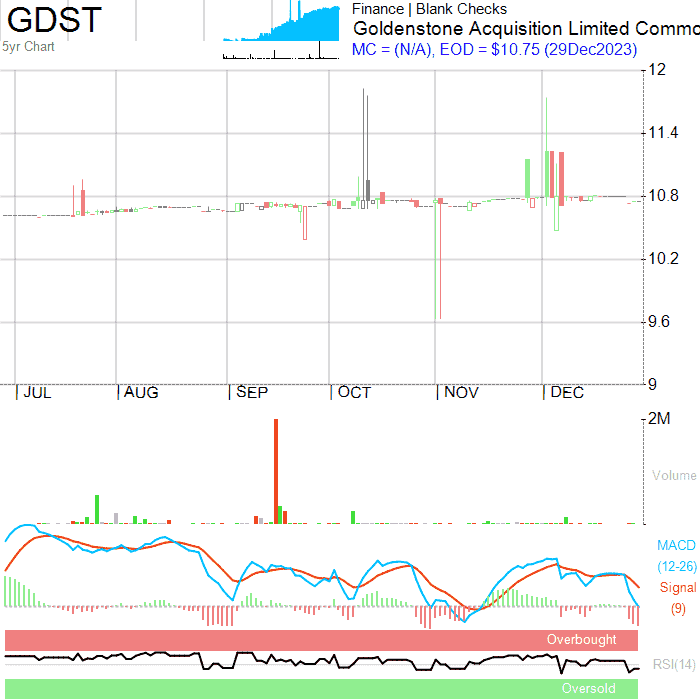 GDST
5yr Chart
Finance | Blank Checks
Goldenstone Acquisition Limited Commo
MC = (N/A), EOD = $10.75 (29Dec2023)
12
11.4
10.8
10.2
9.6
9
JUL AUG SEP OCT NOV DEC
2M
Volume
MACD
(12-26)
Signal
(9)
Overbought
RSI(14)
Oversold